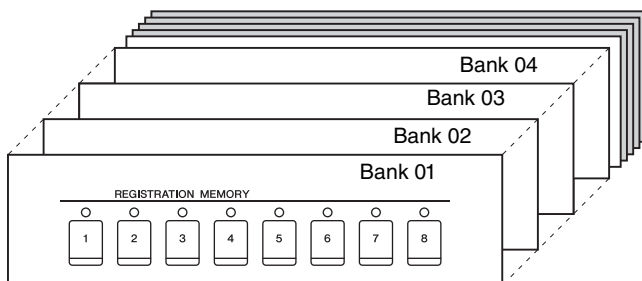 Bank 04
Bank 03
Bank 02
Bank 01
REGISTRATION MEMORY
1 2 3 4 5 6 7 8